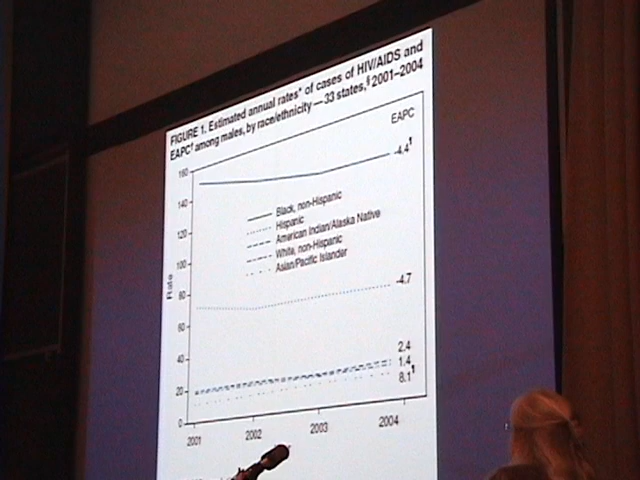 FIGURE 1. Estimated annual rates* of cases of HIV/AIDS and
EAPC† among males, by race/ethnicity — 33 states,§ 2001–2004
EAPC
160
-4.4¶
140
Black, non-Hispanic
Hispanic
120
American Indian/Alaska Native
White, non-Hispanic
100
Asian/Pacific Islander
Rate
80
-4.7
60
40
2.4
1.4
20
8.1¶
0
2001
2002
2003
2004